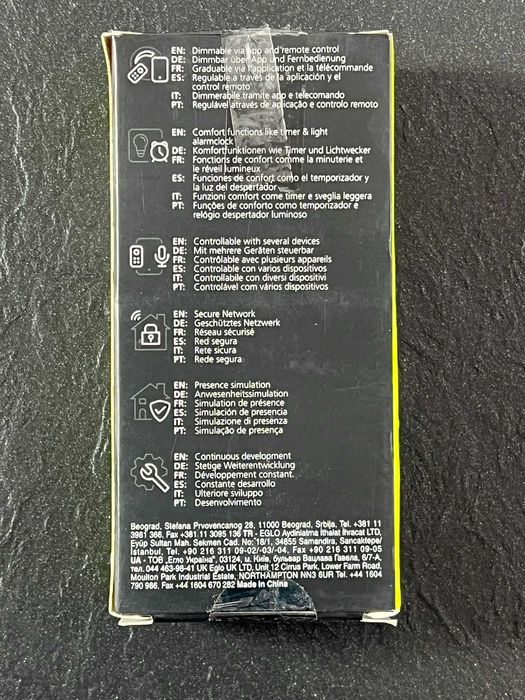 EN: Dimmable via app and remote control
DE: Dimmbar über App und Fernbedienung
FR: Graduable via l'application et la télécommande
ES: Regulable a través de la aplicación y el
control remoto
IT: Dimmerabile tramite app e telecomando
PT: Regulável através de aplicação e controlo remoto
EN: Comfort functions like timer & light
alarmclock
DE: Komfortfunktionen wie Timer und Lichtwecker
FR: Fonctions de confort comme la minuterie et
le réveil lumineux
ES: Funciones de confort como el temporizador y
la luz del despertador
IT: Funzioni comfort come timer e sveglia leggera
PT: Funções de conforto como temporizador e
relógio despertador luminoso
EN: Controllable with several devices
DE: Mit mehreren Geräten steuerbar
FR: Contrôlable avec plusieurs appareils
ES: Controlable con varios dispositivos
IT: Controllabile con diversi dispositivi
PT: Controlável com vários dispositivos
EN: Secure Network
DE: Geschütztes Netzwerk
FR: Réseau sécurisé
ES: Red segura
IT: Rete sicura
PT: Rede segura
EN: Presence simulation
DE: Anwesenheitssimulation
FR: Simulation de présence
ES: Simulación de presencia
IT: Simulazione di presenza
PT: Simulação de presença
EN: Continuous development
DE: Stetige Weiterentwicklung
FR: Développement constant.
ES: Constante desarrollo
IT: Ulteriore sviluppo
PT: Desenvolvimento
Beograd, Stefana Prvovencanog 28, 11000 Beograd, Srbija, Tel. +381 11
3981 366, Fax +381 11 3095 136 TR - EGLO Aydinlatma Ithalat Ihracat LTD,
Eyüp Sultan Mah. Sekmen Cad. No: 18/1, 34855 Samandira, Sancaktepe/
Istanbul, Tel. +90 216 311 09-02/-03/-04, Fax +90 216 311 09-05
UA - ТОВ „Егло Україна", 03124, м. Київ, бульвар Вацлава Гавела, 6/7-А,
тел. 044 463-96-41 Eglo UK LTD, Unit 12 Cirrus Park, Lower Farm Road,
Moulton Park Industrial Estate, NORTHAMPTON NN3 6UR Tel. +44 1604
790 986, Fax +44 1604 670 282 Made in China